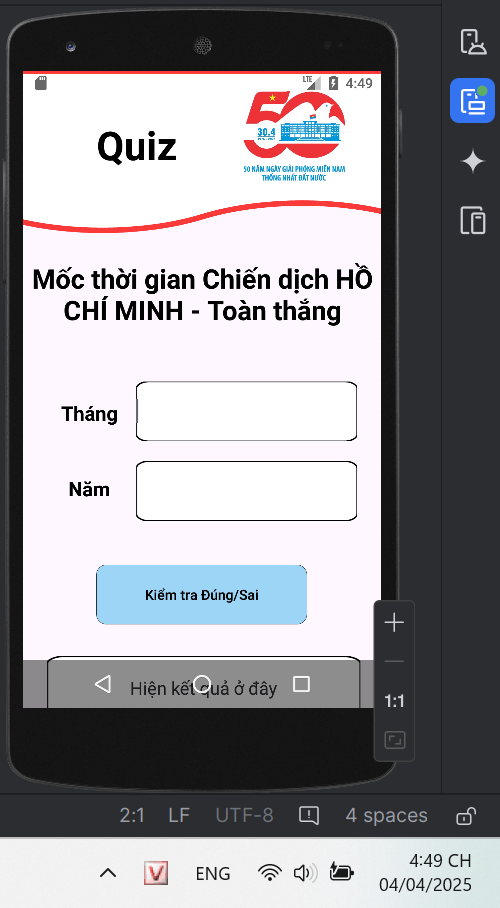 LTE 4:49
Quiz
50
30.4
50 NĂM NGÀY GIẢI PHÓNG MIỀN NAM
THỐNG NHẤT ĐẤT NƯỚC
Mốc thời gian Chiến dịch HỒ
CHÍ MINH - Toàn thắng
Tháng
Năm
Kiểm tra Đúng/Sai
Hiện kết quả ở đây
1:1
2:1 LF UTF-8 4 spaces
V ENG 4:49 CH
04/04/2025